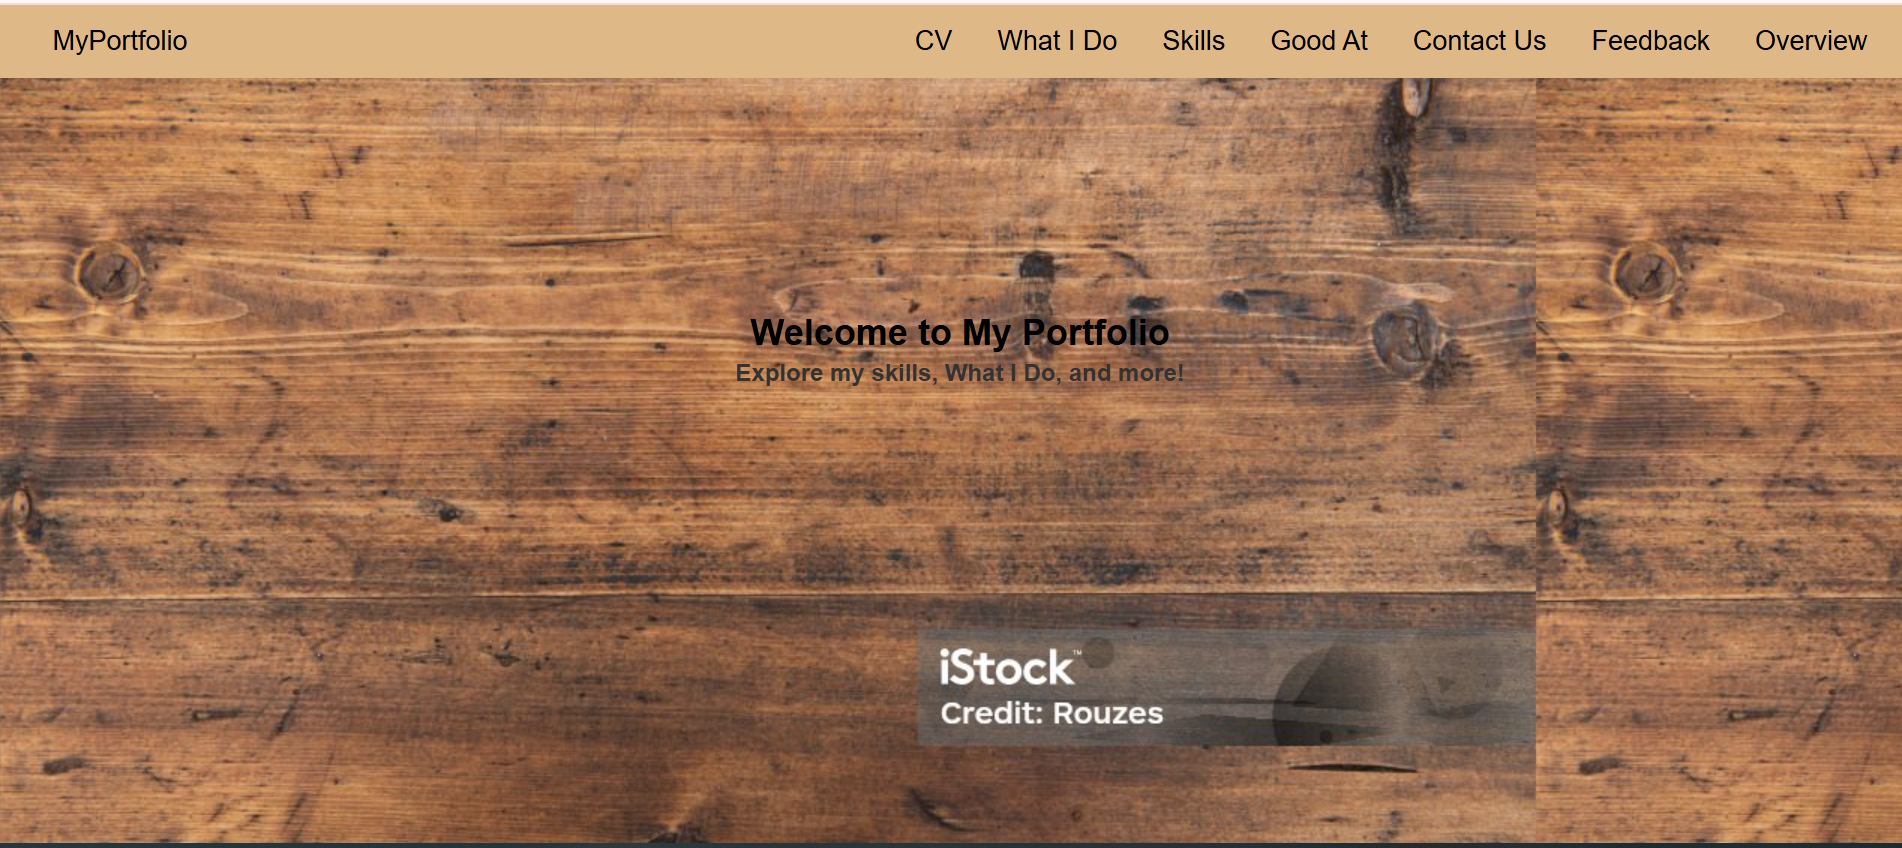 MyPortfolio CV What I Do Skills Good At Contact Us Feedback Overview
Welcome to My Portfolio
Explore my skills, What I Do, and more!
iStock™
Credit: Rouzes